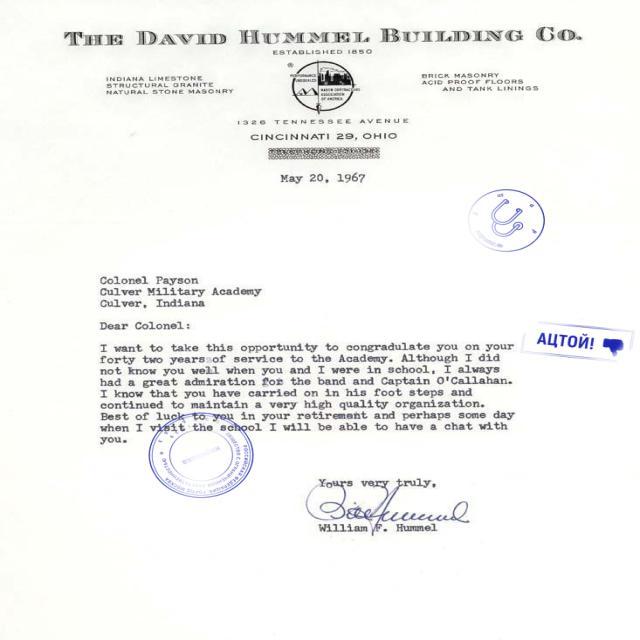 THE DAVID HUMMEL BUILDING CO.
ESTABLISHED 1850
INDIANA LIMESTONE
STRUCTURAL GRANITE
NATURAL STONE MASONRY
BRICK MASONRY
ACID PROOF FLOORS
AND TANK LININGS
MASON CONTRACTORS
ASSOCIATION
OF AMERICA
1326 TENNESSEE AVENUE
CINCINNATI 29, OHIO
May 20, 1967
Colonel Payson
Culver Military Academy
Culver, Indiana
Dear Colonel:
АЦТОЙ!
I want to take this opportunity to congradulate you on your
forty two years of service to the Academy. Although I did
not know you well when you and I were in school, I always
had a great admiration for the band and Captain O'Callahan.
I know that you have carried on in his foot steps and
continued to maintain a very high quality organization.
Best of luck to you in your retirement and perhaps some day
when I visit the school I will be able to have a chat with
you.
Yours very truly,
Bill Hummel
William F. Hummel